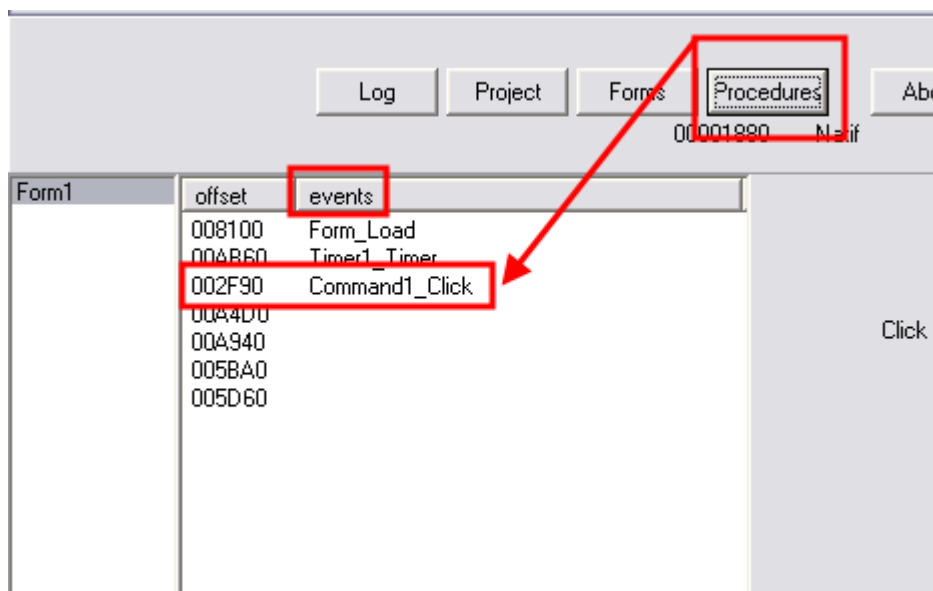 Log Project Forms Procedures Abo
00001880 Natif
Form1 offset events
008100 Form_Load
00AB60 Timer1_Timer
002F90 Command1_Click
00A4D0
00A940
005BA0
005D60
Click